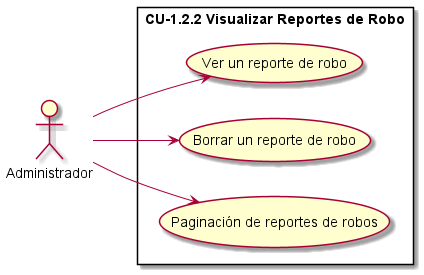 CU-1.2.2 Visualizar Reportes de Robo
Ver un reporte de robo
Borrar un reporte de robo
Administrador
Paginación de reportes de robos